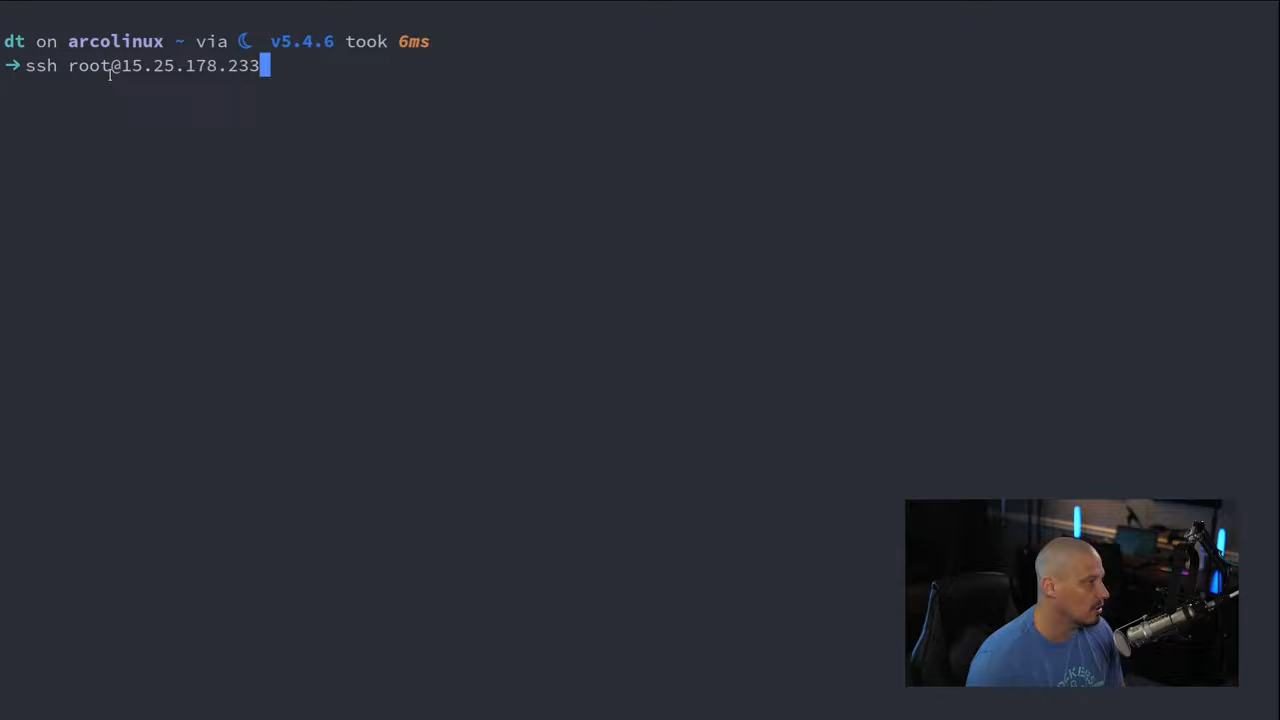 dt on arcolinux ~ via ☾ v5.4.6 took 6ms
→ ssh root@15.25.178.233